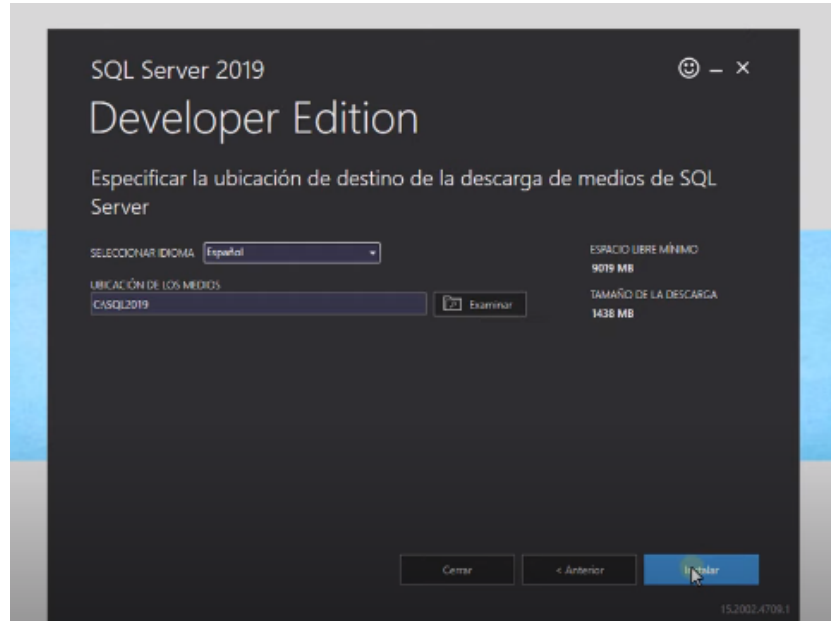 SQL Server 2019
Developer Edition
Especificar la ubicación de destino de la descarga de medios de SQL
Server
SELECCIONAR IDIOMA Español
ESPACIO LIBRE MÍNIMO
9019 MB
UBICACIÓN DE LOS MEDIOS
C:\SQL2019
Examinar
TAMAÑO DE LA DESCARGA
1438 MB
Cerrar
< Anterior
Instalar
15.2002.4709.1